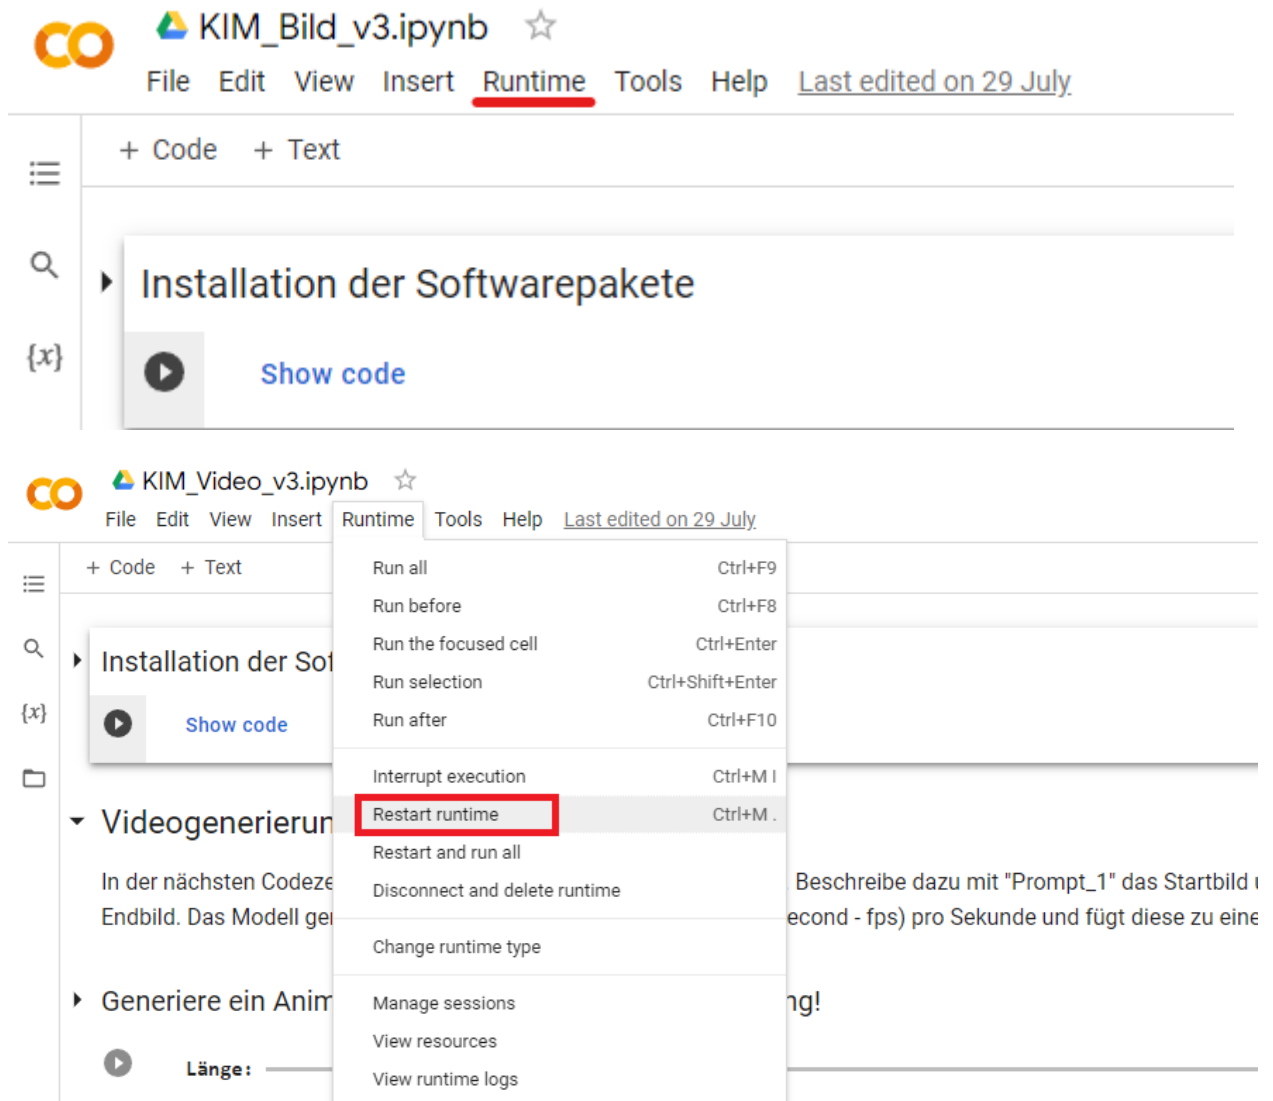 KIM_Bild_v3.ipynb
File Edit View Insert Runtime Tools Help Last edited on 29 July
+ Code + Text
Installation der Softwarepakete
{x}
Show code
KIM_Video_v3.ipynb
File Edit View Insert Runtime Tools Help Last edited on 29 July
+ Code + Text
Run all Ctrl+F9
Run before Ctrl+F8
Run the focused cell Ctrl+Enter
Installation der Sof
Run selection Ctrl+Shift+Enter
{x}
Show code
Run after Ctrl+F10
Interrupt execution Ctrl+M I
Restart runtime Ctrl+M .
Videogenerierun
Restart and run all
In der nächsten Codeze
Beschreibe dazu mit "Prompt_1" das Startbild
Disconnect and delete runtime
Endbild. Das Modell ge
econd - fps) pro Sekunde und fügt diese zu eine
Change runtime type
Generiere ein Anim
ng!
Manage sessions
View resources
Länge:
View runtime logs